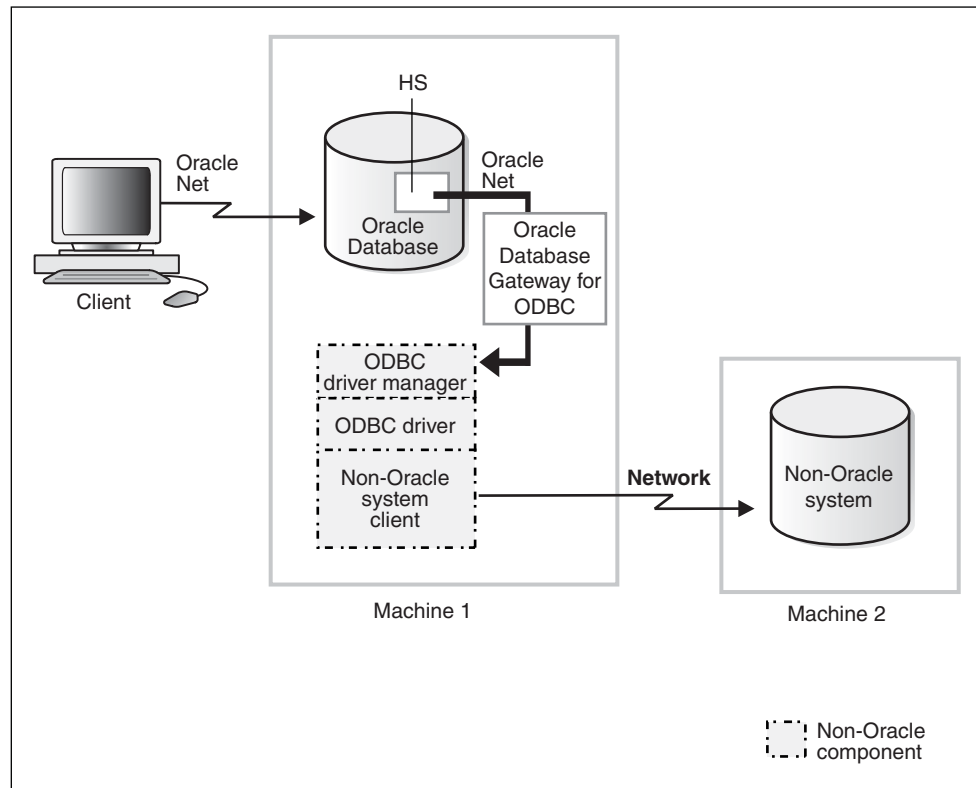 HS
Oracle
Net
Oracle
Net
Oracle
Database
Oracle
Database
Gateway for
ODBC
Client
ODBC
driver manager
ODBC driver
Non-Oracle
system
client
Network
Non-Oracle
system
Machine 1
Machine 2
Non-Oracle
component